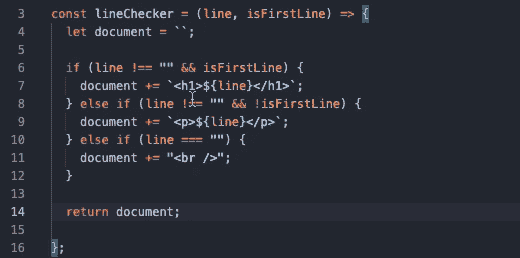 3 const lineChecker = (line, isFirstLine) => {
4 let document = ``;
5
6 if (line !== "" && isFirstLine) {
7 document += `<h1>${line}</h1>`;
8 } else if (line !== "" && !isFirstLine) {
9 document += `<p>${line}</p>`;
10 } else if (line === "") {
11 document += "<br />";
12 }
13
14 return document;
15
16 };